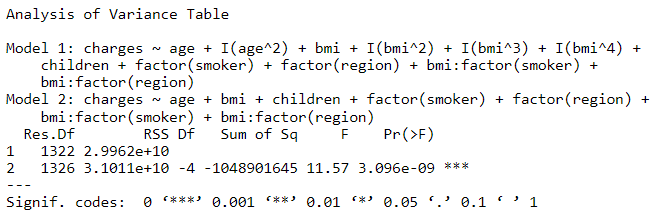 Analysis of Variance Table

Model 1: charges ~ age + I(age^2) + bmi + I(bmi^2) + I(bmi^3) + I(bmi^4) +
    children + factor(smoker) + factor(region) + bmi:factor(smoker) +
    bmi:factor(region)
Model 2: charges ~ age + bmi + children + factor(smoker) + factor(region) +
    bmi:factor(smoker) + bmi:factor(region)
  Res.Df        RSS Df   Sum of Sq     F    Pr(>F)
1   1322 2.9962e+10
2   1326 3.1011e+10 -4 -1048901645 11.57 3.096e-09 ***
---
Signif. codes:  0 ‘***’ 0.001 ‘**’ 0.01 ‘*’ 0.05 ‘.’ 0.1 ‘ ’ 1